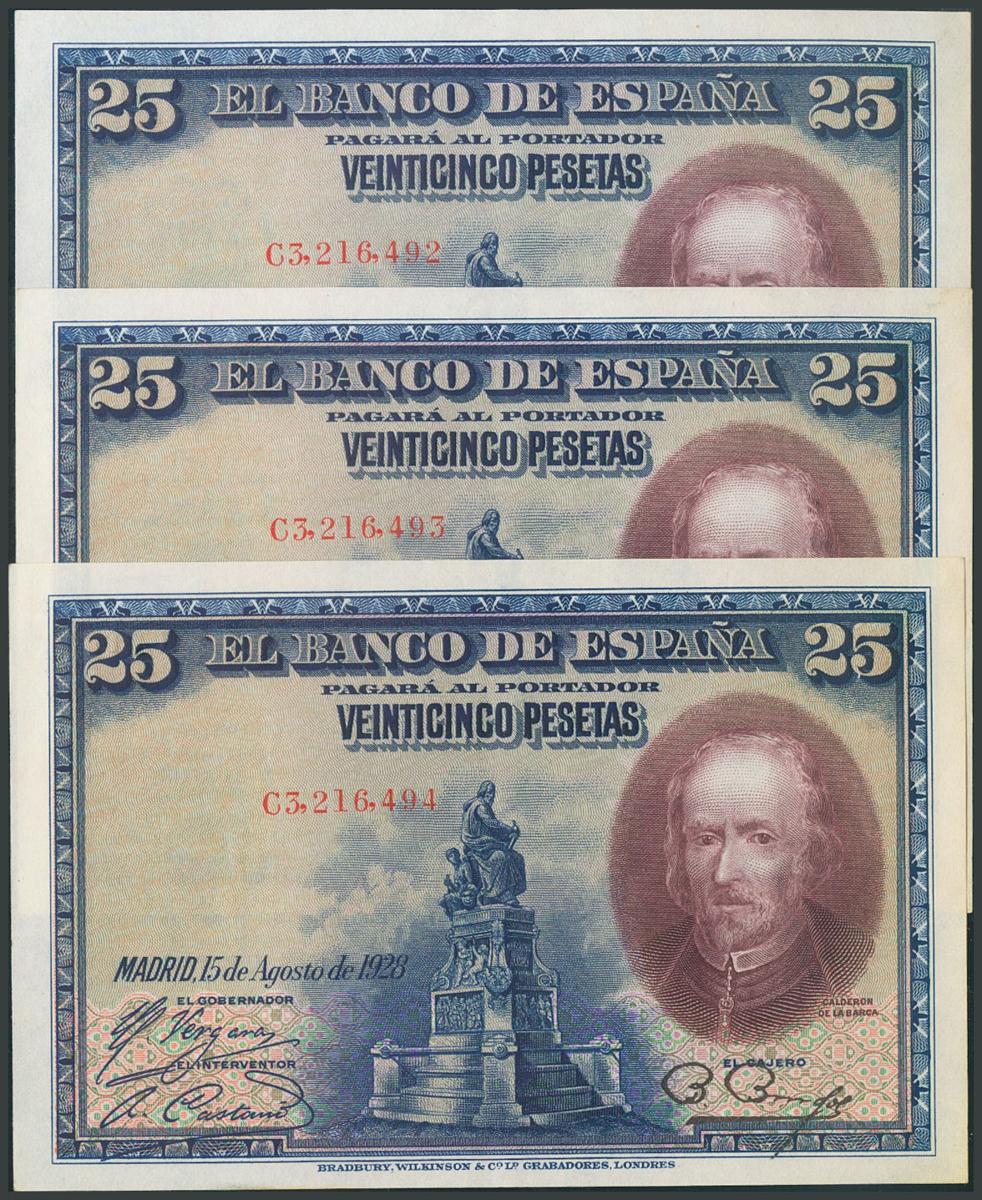 25 EL BANCO DE ESPAÑA 25
PAGARÁ AL PORTADOR
VEINTICINCO PESETAS
C3,216,492
25 EL BANCO DE ESPAÑA 25
PAGARÁ AL PORTADOR
VEINTICINCO PESETAS
C3,216,493
25 EL BANCO DE ESPAÑA 25
PAGARÁ AL PORTADOR
VEINTICINCO PESETAS
C3,216,494
MADRID, 15 de Agosto de 1928
EL GOBERNADOR
Vergara
EL INTERVENTOR
CALDERON
DE LA BARCA
EL CAJERO
BRADBURY, WILKINSON & Cº Lº GRABADORES, LONDRES